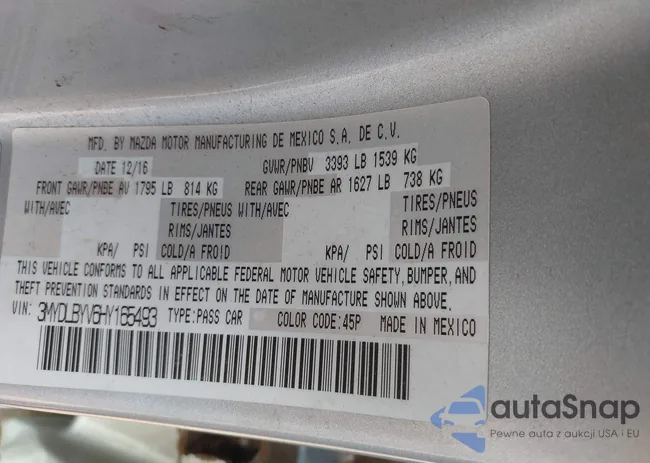 MFD. BY MAZDA MOTOR MANUFACTURING DE MEXICO S.A. DE C.V.
DATE 12/16 GVWR/PNBV 3393 LB 1539 KG
FRONT GAWR/PNBE AV 1795 LB 814 KG REAR GAWR/PNBE AR 1627 LB 738 KG
WITH/AVEC TIRES/PNEUS WITH/AVEC TIRES/PNEUS
RIMS/JANTES RIMS/JANTES
KPA/ PSI COLD/A FROID KPA/ PSI COLD/A FROID
THIS VEHICLE CONFORMS TO ALL APPLICABLE FEDERAL MOTOR VEHICLE SAFETY, BUMPER, AND
THEFT PREVENTION STANDARDS IN EFFECT ON THE DATE OF MANUFACTURE SHOWN ABOVE.
VIN: 3MYDLBYV6HY165493 TYPE:PASS CAR COLOR CODE:45P MADE IN MEXICO
autaSnap
Pewne auta z aukcji USA i EU